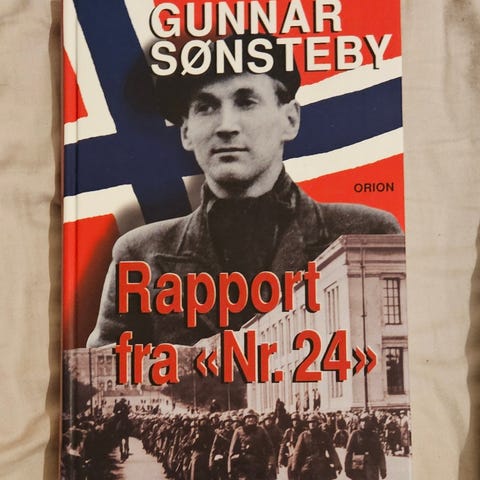 GUNNAR
SØNSTEBY
ORION
Rapport
fra «Nr. 24»